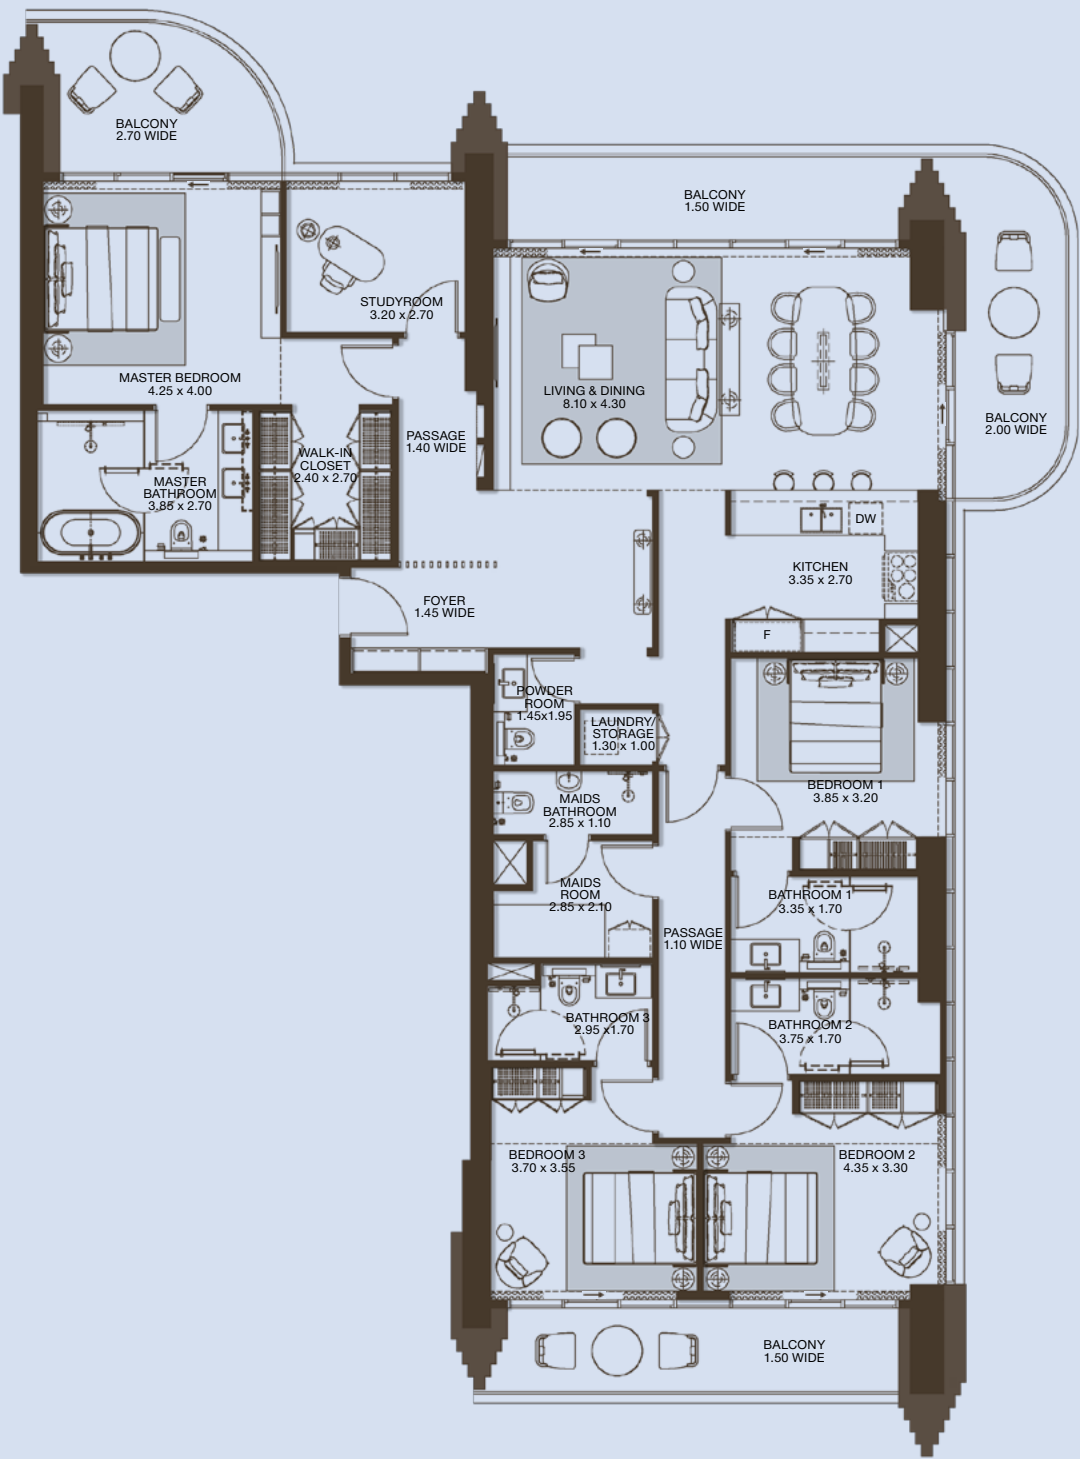 BALCONY
2.70 WIDE
BALCONY
1.50 WIDE
STUDYROOM
3.20 x 2.70
MASTER BEDROOM
4.25 x 4.00
LIVING & DINING
8.10 x 4.30
BALCONY
2.00 WIDE
PASSAGE
1.40 WIDE
WALK-IN
CLOSET
2.40 x 2.70
MASTER
BATHROOM
3.85 x 2.70
DW
KITCHEN
3.35 x 2.70
FOYER
1.45 WIDE
F
POWDER
ROOM
1.45x1.95
LAUNDRY/
STORAGE
1.30 x 1.00
BEDROOM 1
3.85 x 3.20
MAIDS
BATHROOM
2.85 x 1.10
MAIDS
ROOM
2.85 x 2.10
BATHROOM 1
3.35 x 1.70
PASSAGE
1.10 WIDE
BATHROOM 3
2.95 x1.70
BATHROOM 2
3.75 x 1.70
BEDROOM 3
3.70 x 3.55
BEDROOM 2
4.35 x 3.30
BALCONY
1.50 WIDE